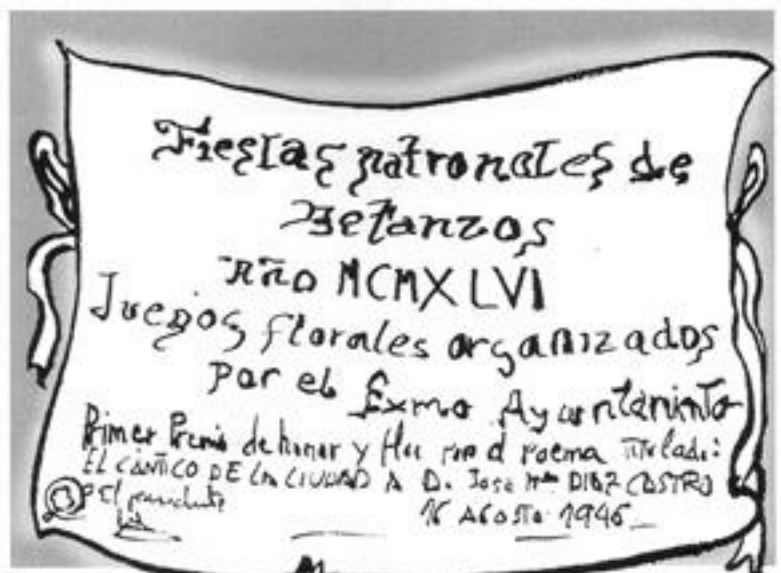 Fiestas patronales de
Betanzos
Año MCMXLVI
Juegos florales organizados
por el Exmo Ayuntamiento
Primer Premio de honor y Flor por el poema titulado:
EL CÁNTICO DE LA CIUDAD A D. Jose Mª DIAZ CASTRO
El presidente
16 AGOSTO 1946